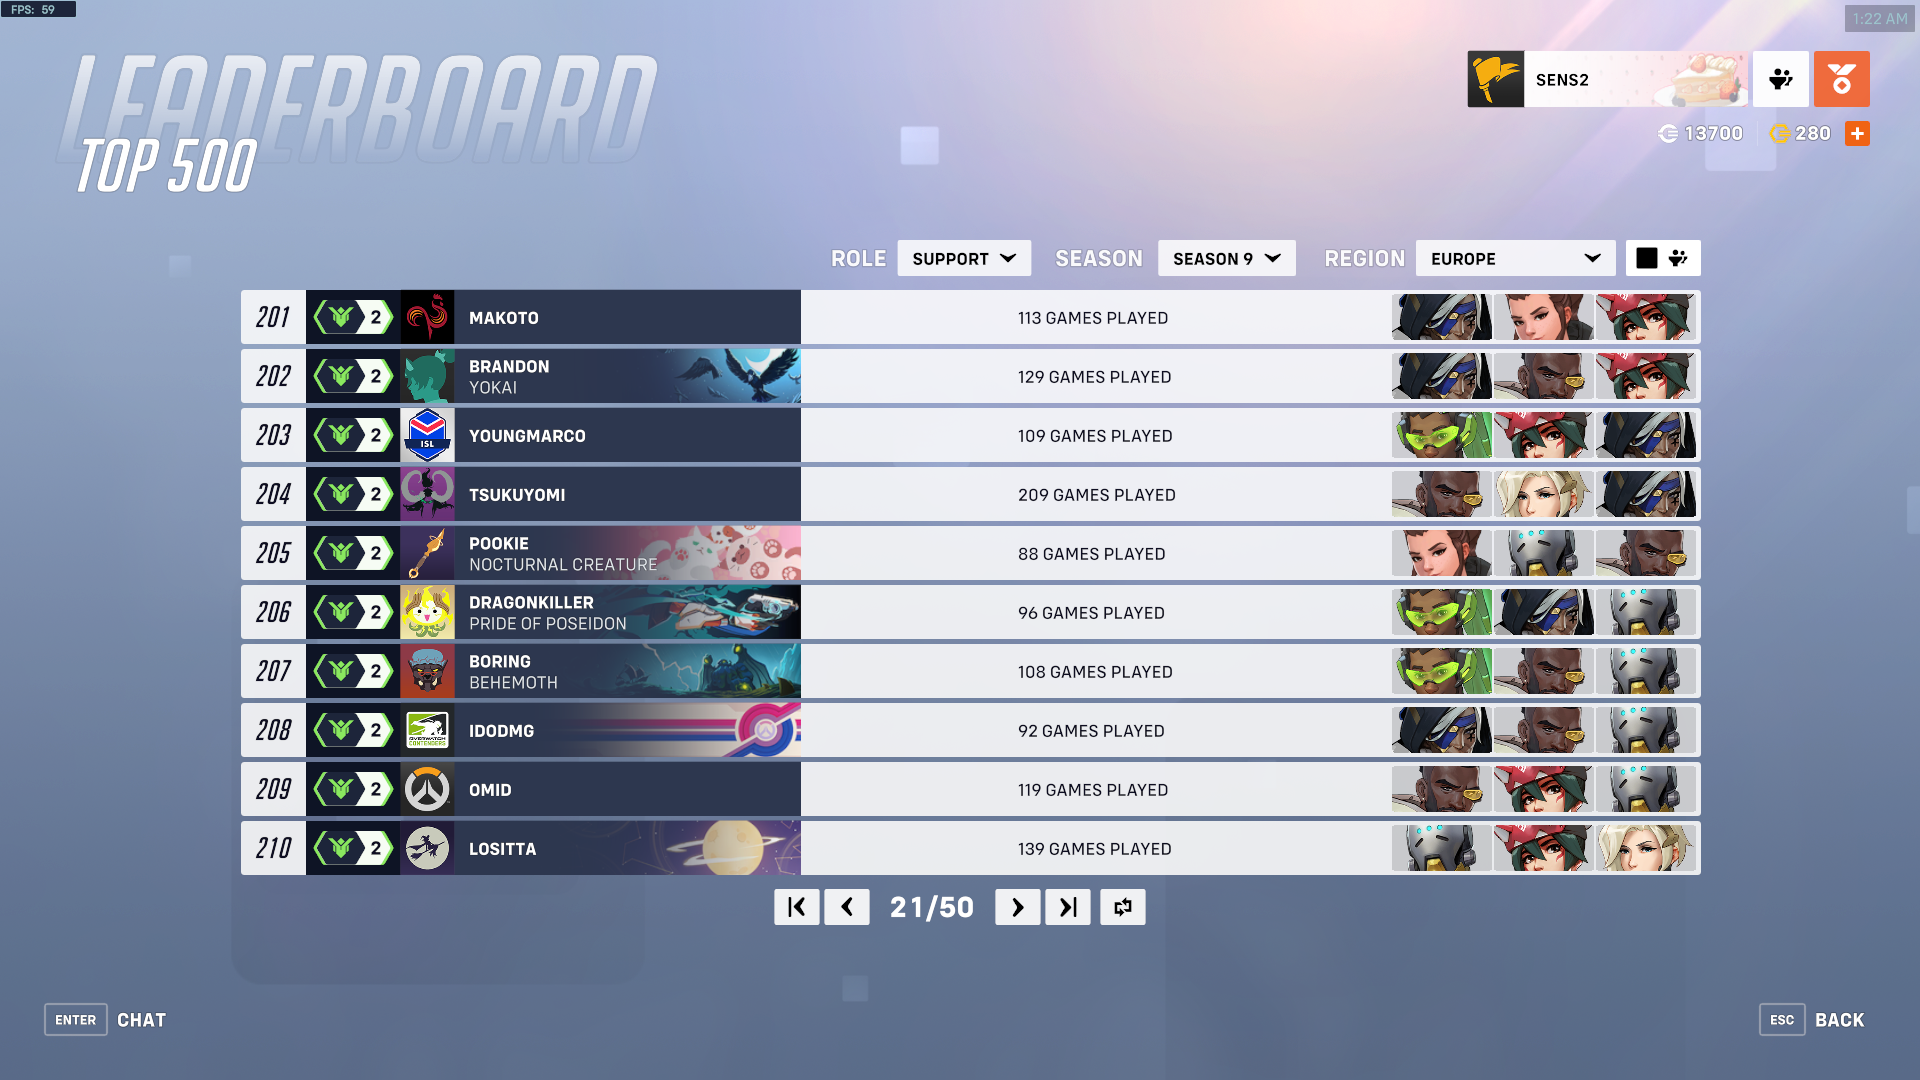 FPS: 59
1:22 AM
LEADERBOARD
TOP 500
SENS2
13700
280
ROLE SUPPORT SEASON SEASON 9 REGION EUROPE
201 2 MAKOTO 113 GAMES PLAYED
202 2 BRANDON 129 GAMES PLAYED
YOKAI
203 2 ISL YOUNGMARCO 109 GAMES PLAYED
204 2 TSUKUYOMI 209 GAMES PLAYED
205 2 POOKIE 88 GAMES PLAYED
NOCTURNAL CREATURE
206 2 DRAGONKILLER 96 GAMES PLAYED
PRIDE OF POSEIDON
207 2 BORING 108 GAMES PLAYED
BEHEMOTH
208 2 OVERWATCH CONTENDERS IDODMG 92 GAMES PLAYED
209 2 OMID 119 GAMES PLAYED
210 2 LOSITTA 139 GAMES PLAYED
21/50
ENTER CHAT
ESC BACK